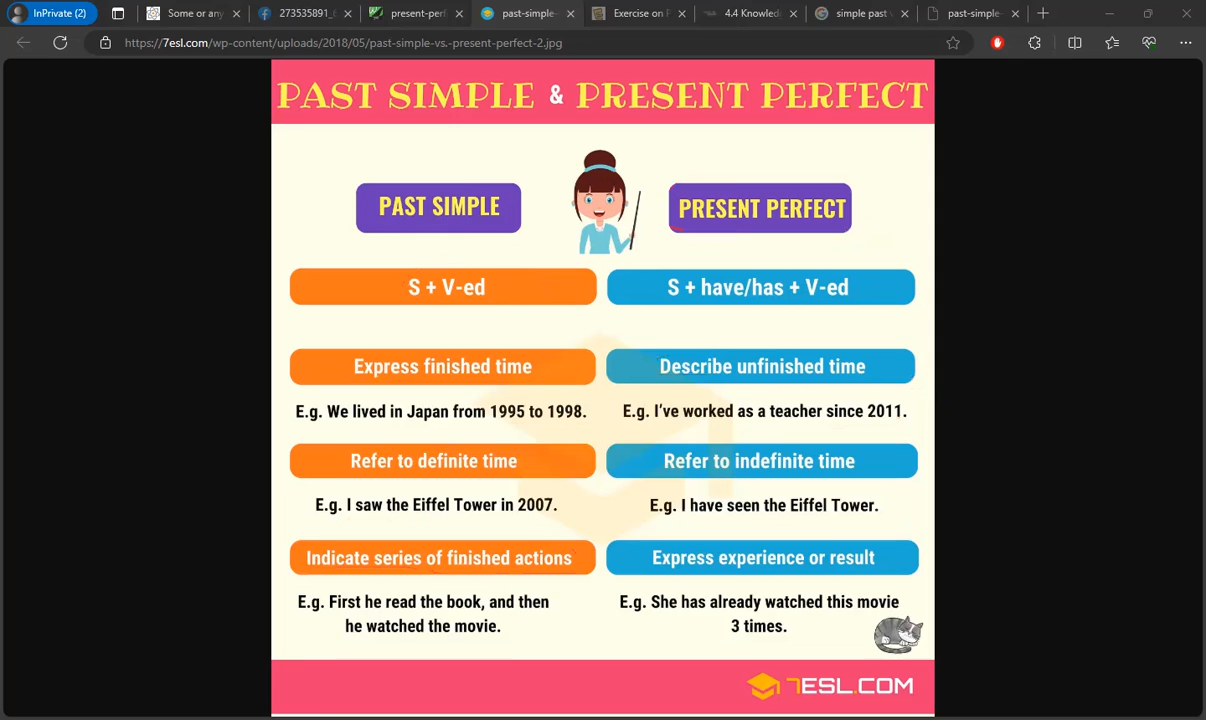 InPrivate (2)
Some or any
273535891_
present-perf
past-simple-
Exercise on P
4.4 Knowled
simple past v
past-simple-
https://7esl.com/wp-content/uploads/2018/05/past-simple-vs.-present-perfect-2.jpg
PAST SIMPLE & PRESENT PERFECT
PAST SIMPLE
PRESENT PERFECT
S + V-ed
S + have/has + V-ed
Express finished time
Describe unfinished time
E.g. We lived in Japan from 1995 to 1998.
E.g. I've worked as a teacher since 2011.
Refer to definite time
Refer to indefinite time
E.g. I saw the Eiffel Tower in 2007.
E.g. I have seen the Eiffel Tower.
Indicate series of finished actions
Express experience or result
E.g. First he read the book, and then
he watched the movie.
E.g. She has already watched this movie
3 times.
7ESL.COM